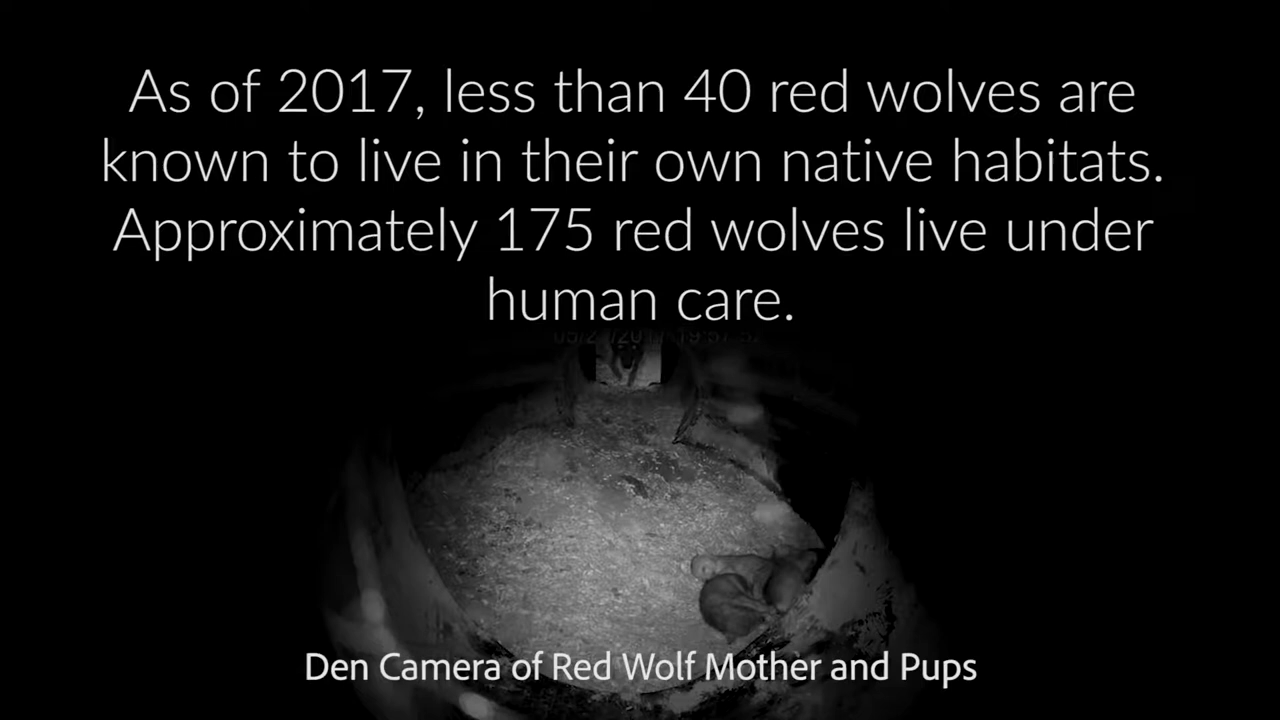 As of 2017, less than 40 red wolves are
known to live in their own native habitats.
Approximately 175 red wolves live under
human care.
Den Camera of Red Wolf Mother and Pups